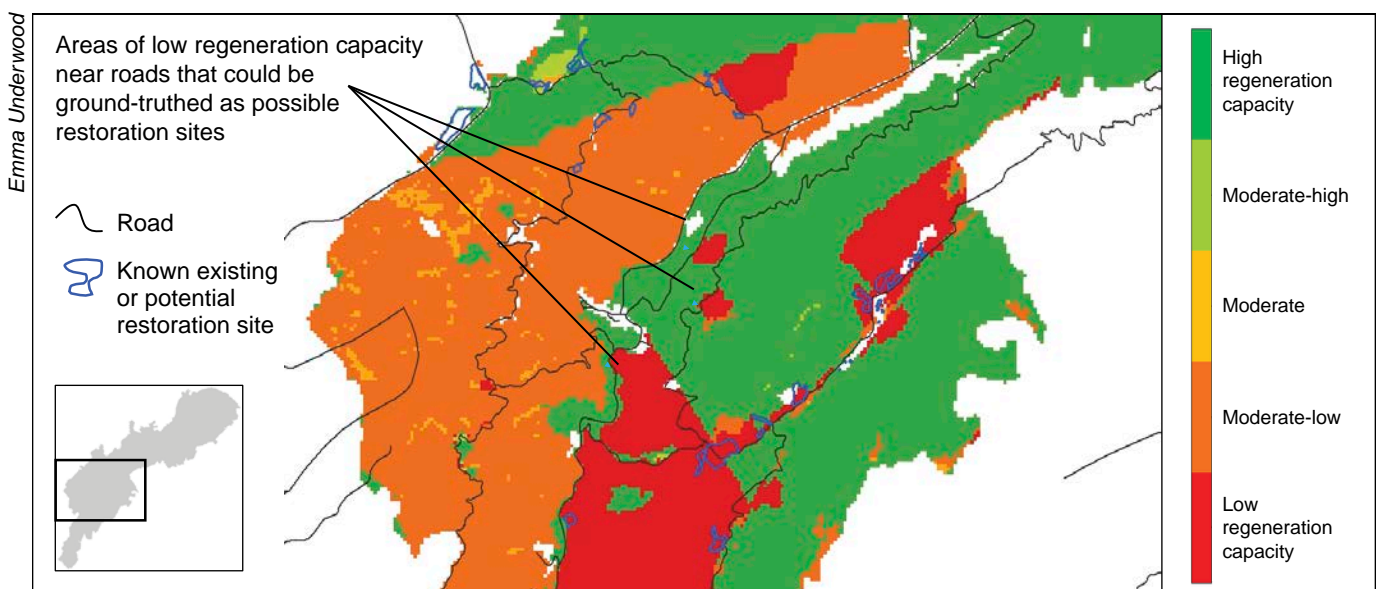 Emma Underwood
Areas of low regeneration capacity
near roads that could be
ground-truthed as possible
restoration sites
Road
Known existing
or potential
restoration site
High
regeneration
capacity
Moderate-high
Moderate
Moderate-low
Low
regeneration
capacity